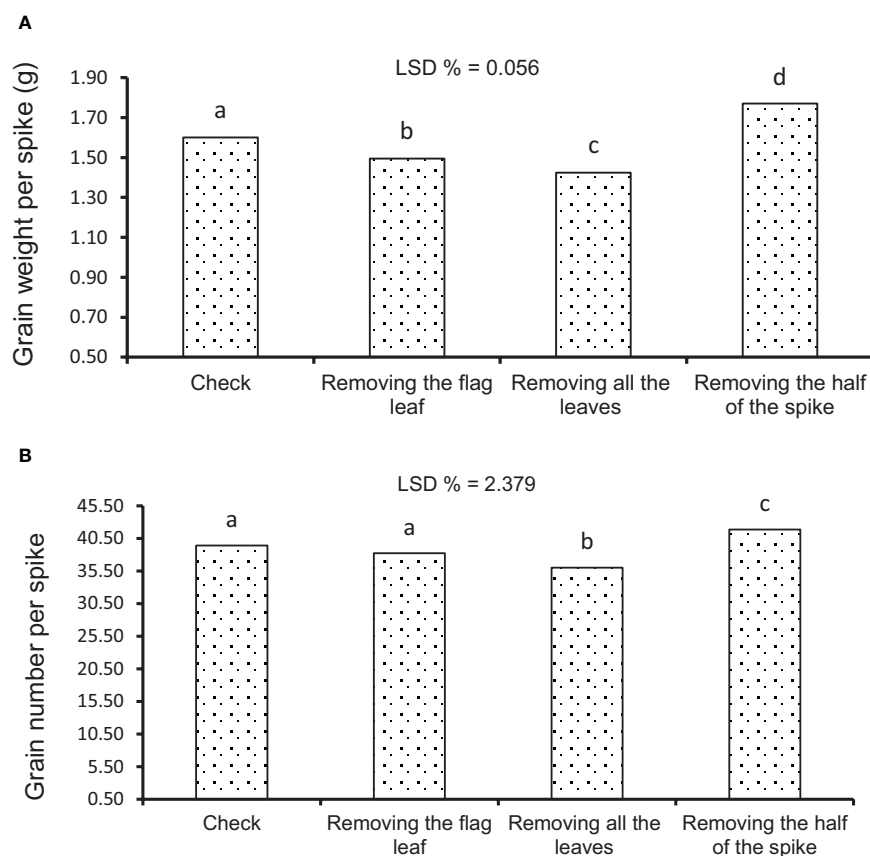 A
LSD % = 0.056
Grain weight per spike (g)
1.90
1.70
1.50
1.30
1.10
0.90
0.70
0.50
a
b
c
d
Check
Removing the flag
leaf
Removing all the
leaves
Removing the half
of the spike
B
LSD % = 2.379
Grain number per spike
45.50
40.50
35.50
30.50
25.50
20.50
15.50
10.50
5.50
0.50
a
a
b
c
Check
Removing the flag
leaf
Removing all the
leaves
Removing the half
of the spike